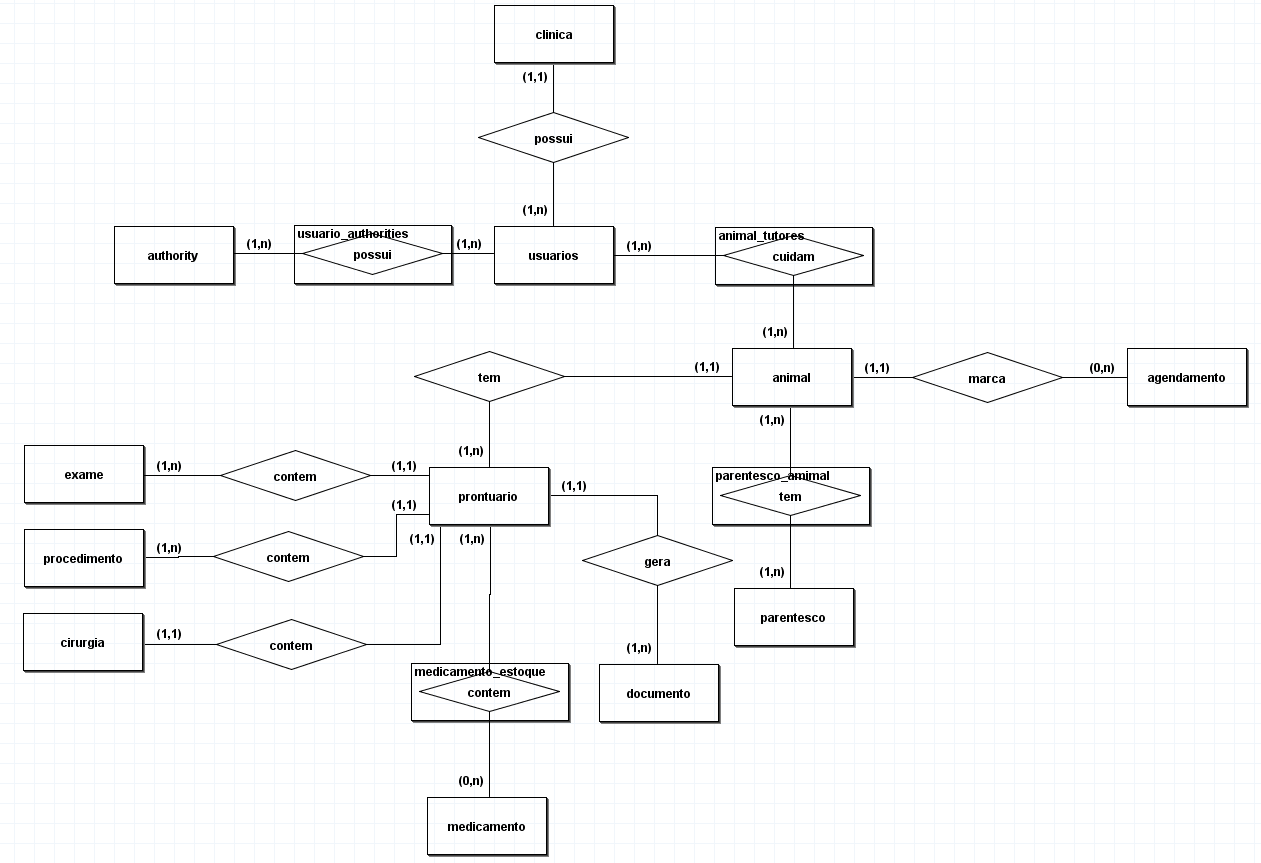 clinica
(1,1)
possui
(1,n)
authority
(1,n)
usuario_authorities
possui
(1,n)
usuarios
(1,n)
animal_tutores
cuidam
(1,n)
tem
(1,1)
animal
(1,1)
marca
(0,n)
agendamento
(1,n)
(1,n)
exame
(1,n)
contem
(1,1)
prontuario
(1,1)
parentesco_amimal
tem
(1,1)
procedimento
(1,n)
contem
(1,1)
(1,n)
gera
(1,n)
parentesco
cirurgia
(1,1)
contem
(1,n)
medicamento_estoque
contem
documento
(0,n)
medicamento